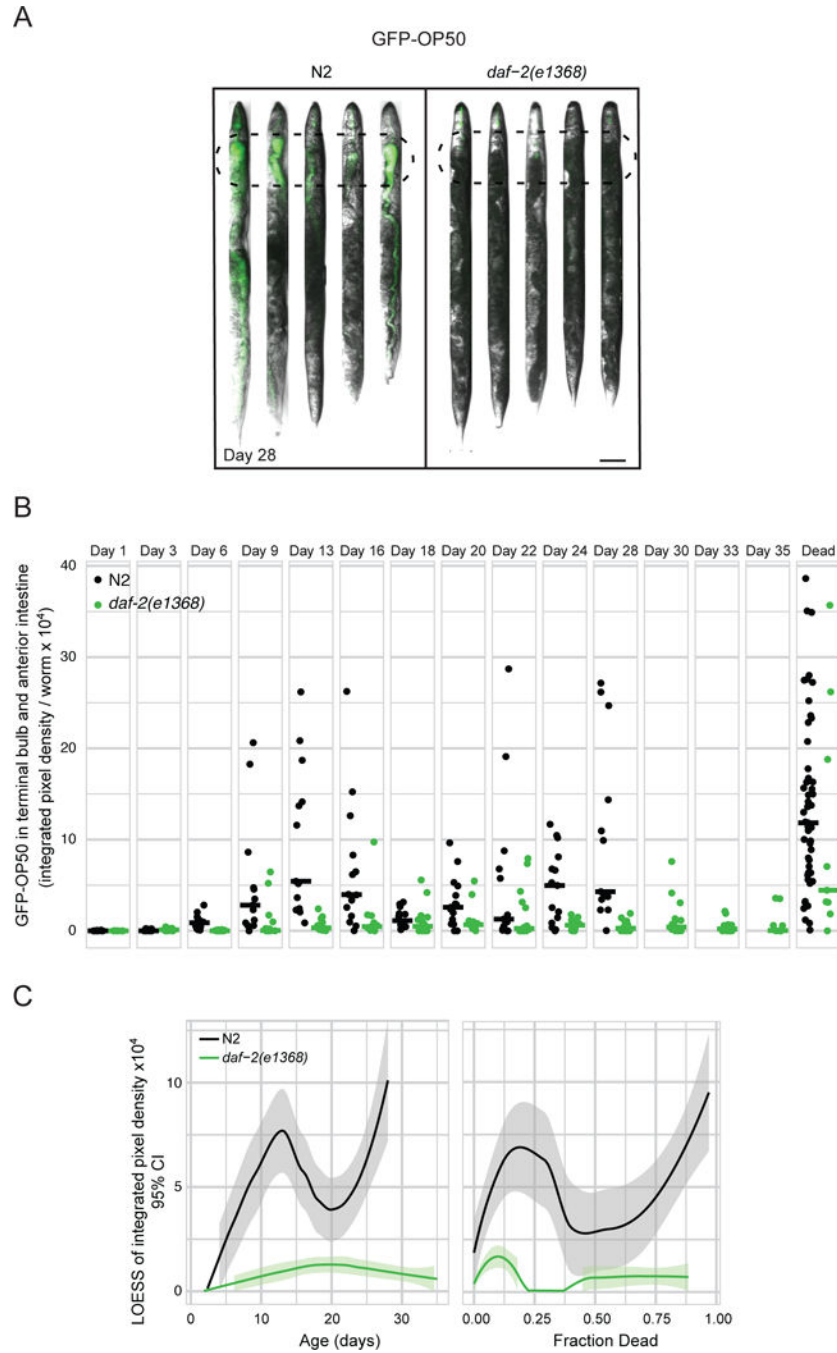 A
GFP-OP50
N2 daf-2(e1368)
Day 28
B
Day 1 Day 3 Day 6 Day 9 Day 13 Day 16 Day 18 Day 20 Day 22 Day 24 Day 28 Day 30 Day 33 Day 35 Dead
GFP-OP50 in terminal bulb and anterior intestine
(integrated pixel density / worm x 10⁴)
40
30
20
10
0
N2
daf-2(e1368)
C
LOESS of integrated pixel density x10⁴
95% CI
10
5
0
N2
daf-2(e1368)
0 10 20 30
Age (days)
0.00 0.25 0.50 0.75 1.00
Fraction Dead